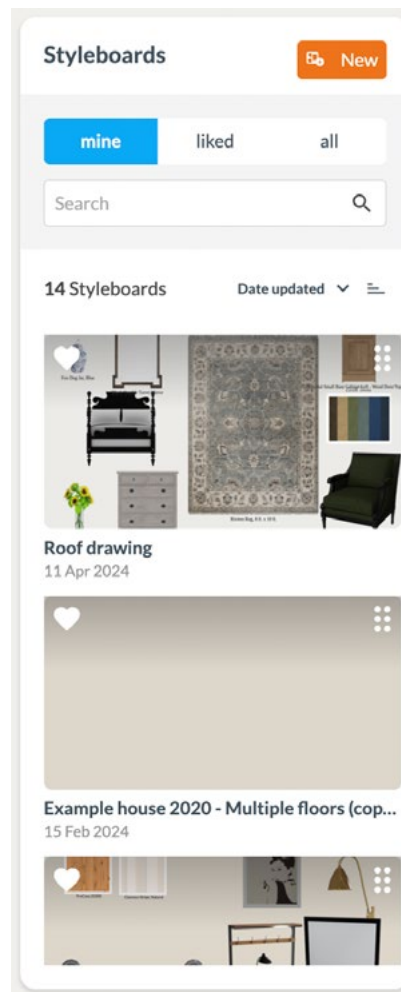 Styleboards
New
mine liked all
Search
14 Styleboards Date updated
Roof drawing
11 Apr 2024
Example house 2020 - Multiple floors (cop...
15 Feb 2024